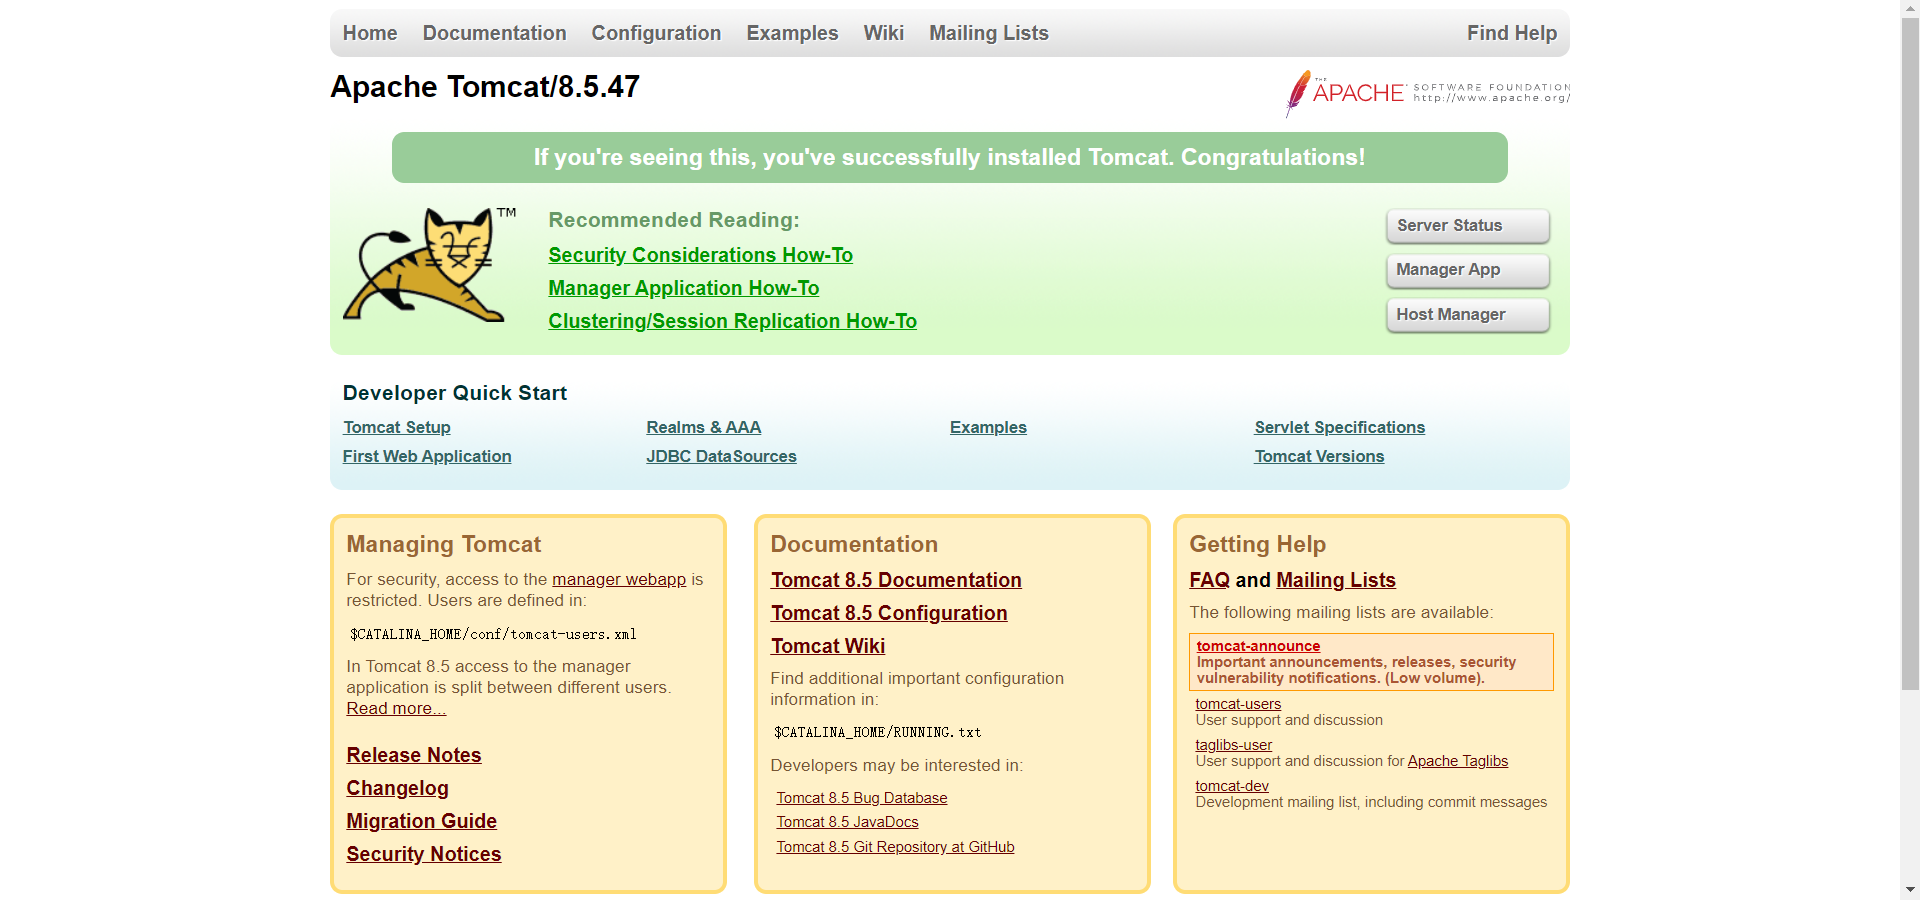 Home Documentation Configuration Examples Wiki Mailing Lists Find Help
Apache Tomcat/8.5.47
THE APACHE SOFTWARE FOUNDATION
http://www.apache.org/
If you're seeing this, you've successfully installed Tomcat. Congratulations!
TM
Recommended Reading:
Security Considerations How-To
Manager Application How-To
Clustering/Session Replication How-To
Server Status
Manager App
Host Manager
Developer Quick Start
Tomcat Setup
First Web Application
Realms & AAA
JDBC DataSources
Examples
Servlet Specifications
Tomcat Versions
Managing Tomcat
For security, access to the manager webapp is
restricted. Users are defined in:
$CATALINA_HOME/conf/tomcat-users.xml
In Tomcat 8.5 access to the manager
application is split between different users.
Read more...
Release Notes
Changelog
Migration Guide
Security Notices
Documentation
Tomcat 8.5 Documentation
Tomcat 8.5 Configuration
Tomcat Wiki
Find additional important configuration
information in:
$CATALINA_HOME/RUNNING.txt
Developers may be interested in:
Tomcat 8.5 Bug Database
Tomcat 8.5 JavaDocs
Tomcat 8.5 Git Repository at GitHub
Getting Help
FAQ and Mailing Lists
The following mailing lists are available:
tomcat-announce
Important announcements, releases, security
vulnerability notifications. (Low volume).
tomcat-users
User support and discussion
taglibs-user
User support and discussion for Apache Taglibs
tomcat-dev
Development mailing list, including commit messages